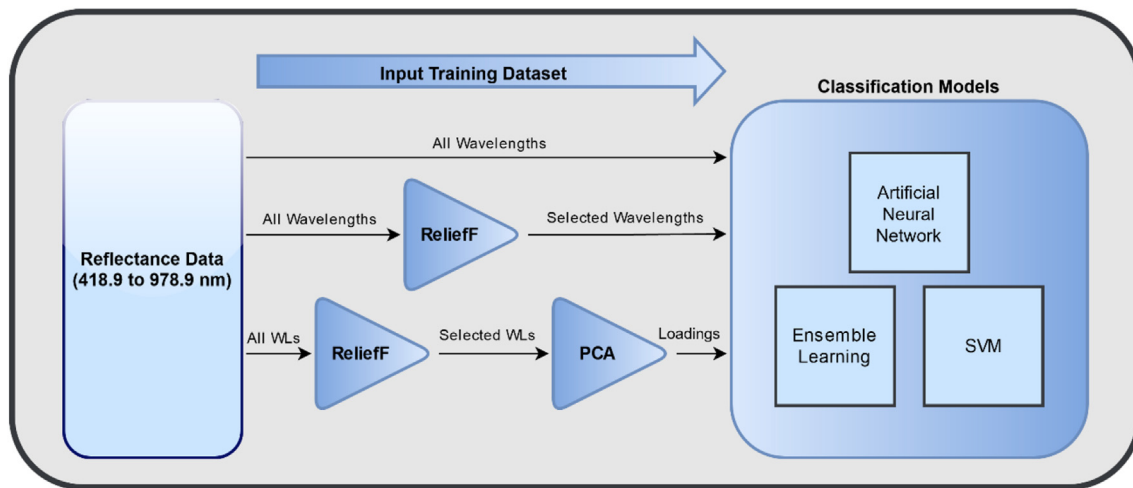 Input Training Dataset
Classification Models
All Wavelengths
All Wavelengths
ReliefF
Selected Wavelengths
Reflectance Data
(418.9 to 978.9 nm)
All WLs
ReliefF
Selected WLs
PCA
Loadings
Artificial
Neural
Network
Ensemble
Learning
SVM